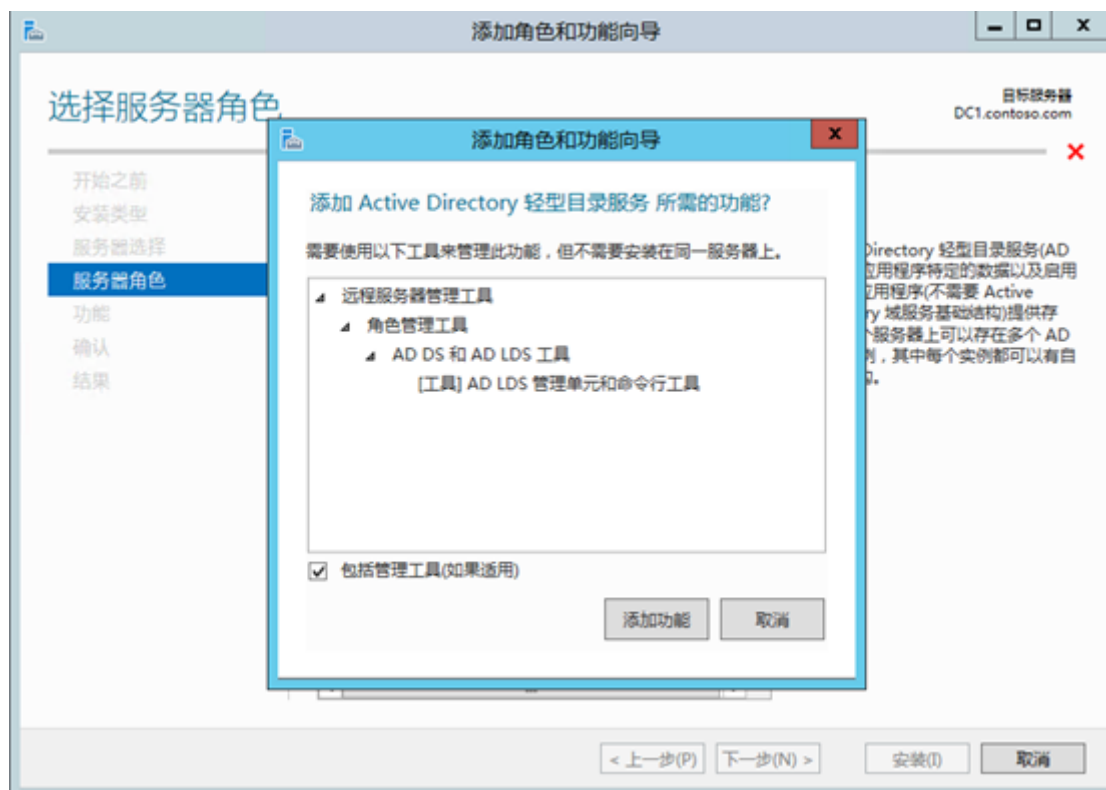 添加角色和功能向导
选择服务器角色
目标服务器
DC1.contoso.com
开始之前
安装类型
服务器选择
服务器角色
功能
确认
结果
添加角色和功能向导
添加 Active Directory 轻型目录服务 所需的功能?
需要使用以下工具来管理此功能，但不需要安装在同一服务器上。
远程服务器管理工具
角色管理工具
AD DS 和 AD LDS 工具
[工具] AD LDS 管理单元和命令行工具
包括管理工具(如果适用)
添加功能
取消
Directory 轻型目录服务(AD
应用程序特定的数据以及启用
应用程序(不需要 Active
ry 域服务基础结构)提供存
服务器上可以存在多个 AD
，其中每个实例都可以有自
< 上一步(P)
下一步(N) >
安装(I)
取消